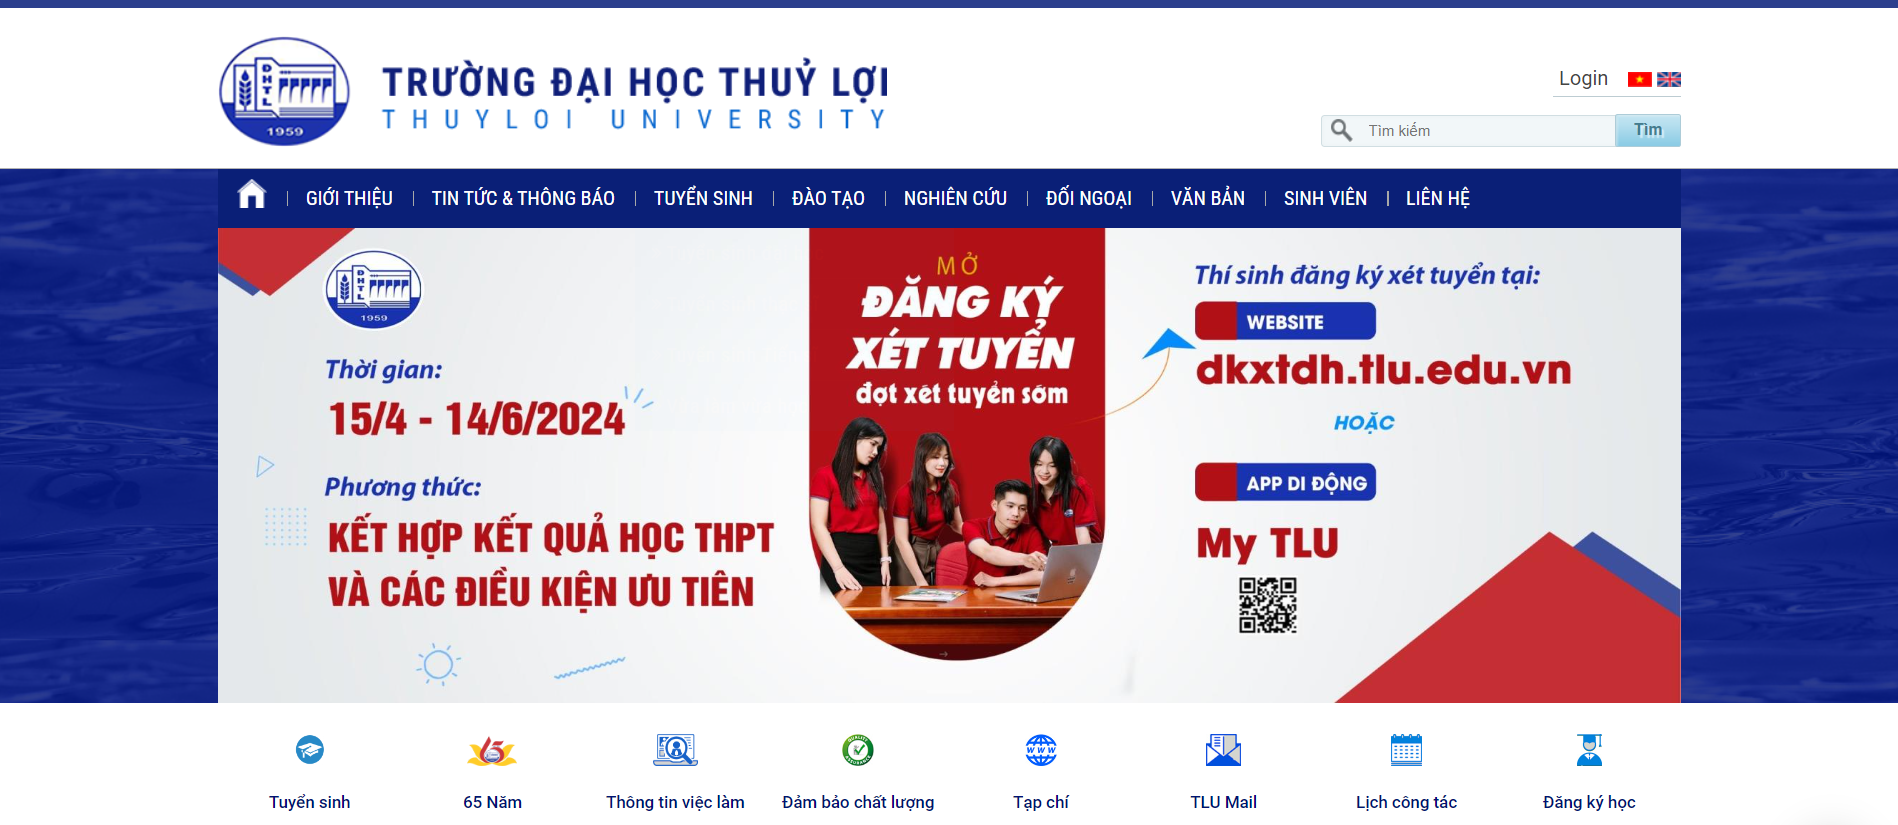 ĐHTL
1959
TRƯỜNG ĐẠI HỌC THUỶ LỢI
THUYLOI UNIVERSITY
Login
Tìm kiếm
Tìm
GIỚI THIỆU
TIN TỨC & THÔNG BÁO
TUYỂN SINH
ĐÀO TẠO
NGHIÊN CỨU
ĐỐI NGOẠI
VĂN BẢN
SINH VIÊN
LIÊN HỆ
ĐHTL
1959
Thời gian:
15/4 - 14/6/2024
Phương thức:
KẾT HỢP KẾT QUẢ HỌC THPT
VÀ CÁC ĐIỀU KIỆN ƯU TIÊN
MỞ
ĐĂNG KÝ
XÉT TUYỂN
đợt xét tuyển sớm
Thí sinh đăng ký xét tuyển tại:
WEBSITE
dkxtdh.tlu.edu.vn
HOẶC
APP DI ĐỘNG
My TLU
65
WWW
Tuyển sinh
65 Năm
Thông tin việc làm
Đảm bảo chất lượng
Tạp chí
TLU Mail
Lịch công tác
Đăng ký học